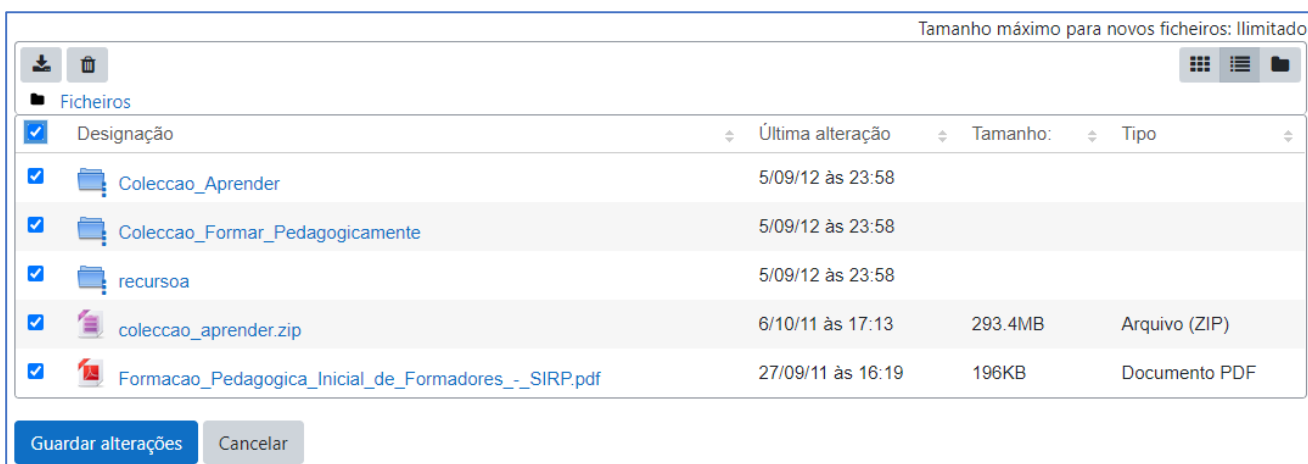 Tamanho máximo para novos ficheiros: Ilimitado
Ficheiros
Designação Última alteração Tamanho: Tipo
Coleccao_Aprender 5/09/12 às 23:58
Coleccao_Formar_Pedagogicamente 5/09/12 às 23:58
recursoa 5/09/12 às 23:58
coleccao_aprender.zip 6/10/11 às 17:13 293.4MB Arquivo (ZIP)
Formacao_Pedagogica_Inicial_de_Formadores_-_SIRP.pdf 27/09/11 às 16:19 196KB Documento PDF
Guardar alterações Cancelar